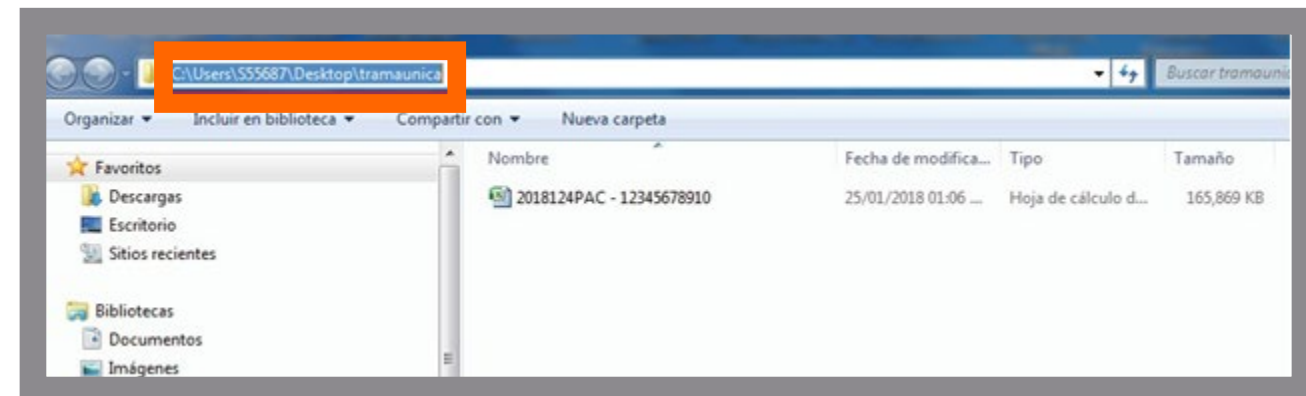 C:\Users\S55687\Desktop\tramaunica
Buscar tramaunic
Organizar Incluir en biblioteca Compartir con Nueva carpeta
Favoritos
Descargas
Escritorio
Sitios recientes
Bibliotecas
Documentos
Imágenes
Nombre Fecha de modifica... Tipo Tamaño
2018124PAC - 12345678910 25/01/2018 01:06 ... Hoja de cálculo d... 165,869 KB